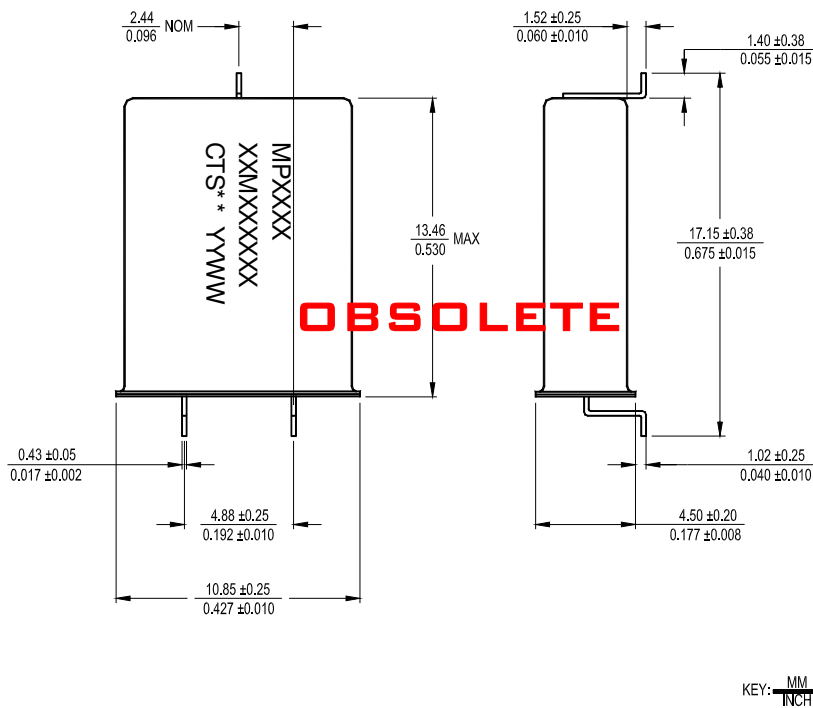 2.44
0.096
NOM
1.52 ±0.25
0.060 ±0.010
1.40 ±0.38
0.055 ±0.015
MPXXXX
XXMXXXXXX
CTS** YYWW
13.46
0.530
MAX
17.15 ±0.38
0.675 ±0.015
OBSOLETE
0.43 ±0.05
0.017 ±0.002
1.02 ±0.25
0.040 ±0.010
4.88 ±0.25
0.192 ±0.010
4.50 ±0.20
0.177 ±0.008
10.85 ±0.25
0.427 ±0.010
KEY: MM
INCH